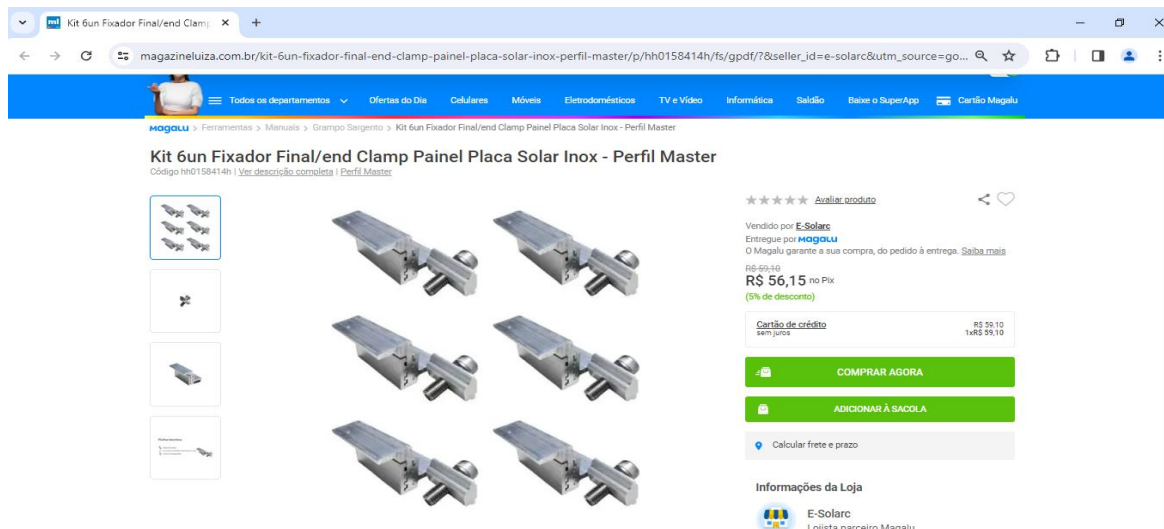 Kit 6un Fixador Final/end Clamp
magazineluiza.com.br/kit-6un-fixador-final-end-clamp-painel-placa-solar-inox-perfil-master/p/hh0158414h/fs/gpdf/?&seller_id=e-solarc&utm_source=go...
Todos os departamentos Ofertas do Dia Celulares Móveis Eletrodomésticos TV e Vídeo Informática Saldão Baixe o SuperApp Cartão Magalu
Magalu > Ferramentas > Manuais > Grampo Sargento > Kit 6un Fixador Final/end Clamp Painel Placa Solar Inox - Perfil Master
Kit 6un Fixador Final/end Clamp Painel Placa Solar Inox - Perfil Master
Código hh0158414h | Ver descrição completa | Perfil Master
Avaliar produto
Vendido por E-Solarc
Entregue por Magalu
O Magalu garante a sua compra, do pedido à entrega. Saiba mais
R$ 59,10
R$ 56,15 no Pix
(5% de desconto)
Cartão de crédito R$ 59,10
sem juros 1xR$ 59,10
COMPRAR AGORA
ADICIONAR À SACOLA
Calcular frete e prazo
Informações da Loja
E-Solarc
Lojista parceiro Magalu